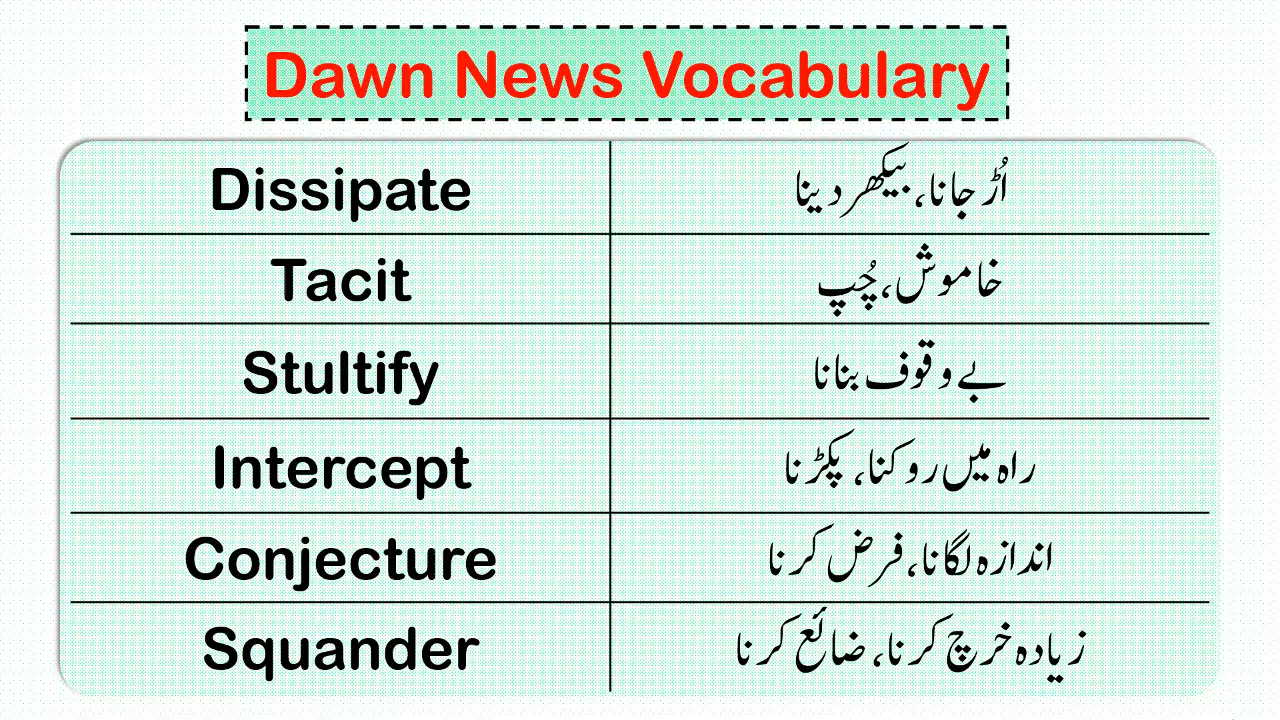 Dawn News Vocabulary
Dissipate اُڑ جانا، بیکھر دینا
Tacit خاموش، چُپ
Stultify بے وقوف بنانا
Intercept راہ میں روکنا، پکڑنا
Conjecture اندازہ لگانا، فرض کرنا
Squander زیادہ خرچ کرنا، ضائع کرنا